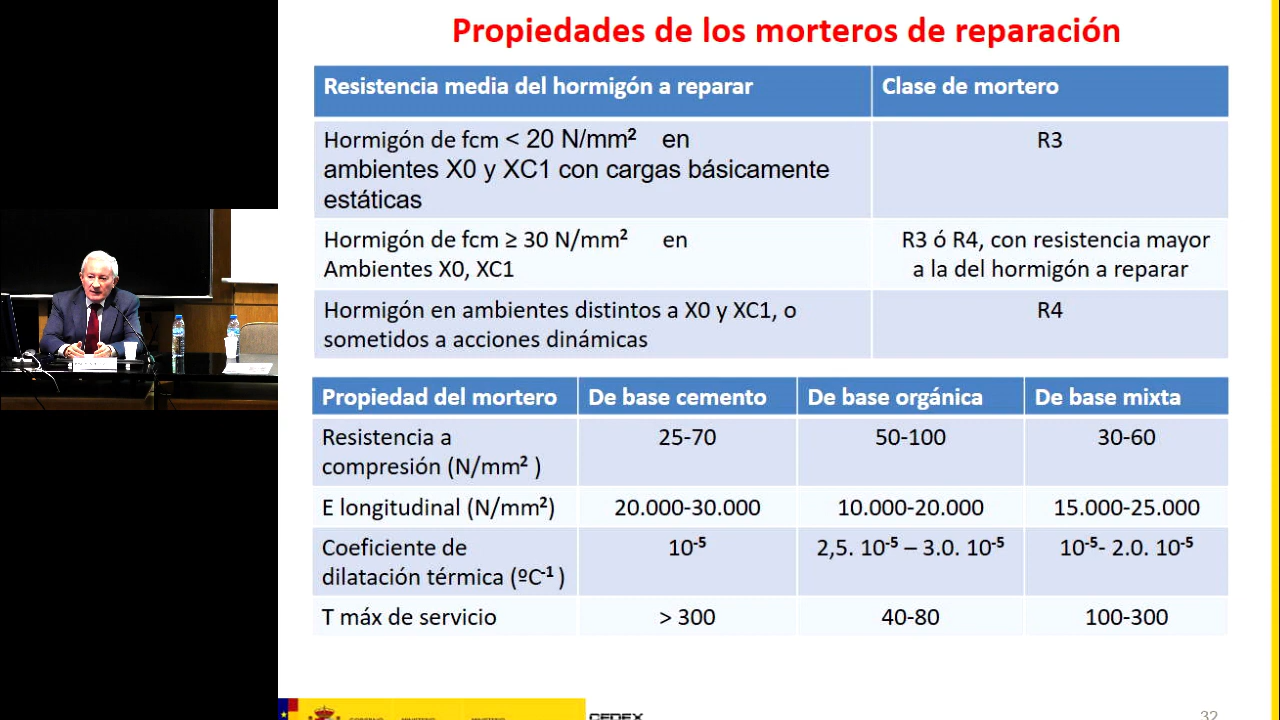 Propiedades de los morteros de reparación
Resistencia media del hormigón a reparar
Clase de mortero
Hormigón de fcm < 20 N/mm² en
ambientes X0 y XC1 con cargas básicamente
estáticas
R3
Hormigón de fcm ≥ 30 N/mm² en
Ambientes X0, XC1
R3 ó R4, con resistencia mayor
a la del hormigón a reparar
Hormigón en ambientes distintos a X0 y XC1, o
sometidos a acciones dinámicas
R4
Propiedad del mortero
De base cemento
De base orgánica
De base mixta
Resistencia a
compresión (N/mm² )
25-70
50-100
30-60
E longitudinal (N/mm²)
20.000-30.000
10.000-20.000
15.000-25.000
Coeficiente de
dilatación térmica (ºC⁻¹ )
10⁻⁵
2,5. 10⁻⁵ – 3.0. 10⁻⁵
10⁻⁵- 2.0. 10⁻⁵
T máx de servicio
> 300
40-80
100-300
CEDEX
32